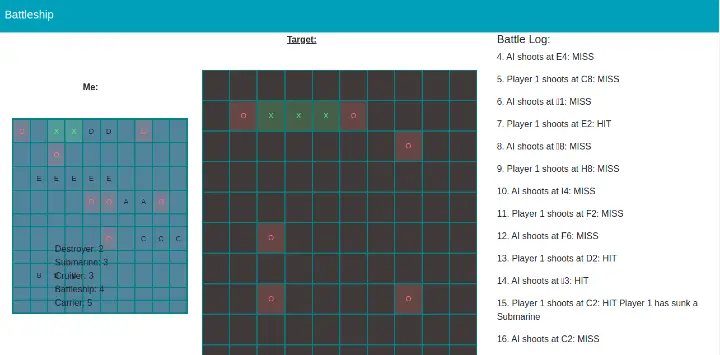 Battleship
Me:
O X X D D O
O
E E E E E
O O A A O
O C C C
Destroyer: 2
Submarine: 3
Cruiser: 3
Battleship: 4
Carrier: 5
Target:
O X X X O
O
O
O O
Battle Log:
4. AI shoots at E4: MISS
5. Player 1 shoots at C8: MISS
6. AI shoots at 1: MISS
7. Player 1 shoots at E2: HIT
8. AI shoots at 8: MISS
9. Player 1 shoots at H8: MISS
10. AI shoots at I4: MISS
11. Player 1 shoots at F2: MISS
12. AI shoots at F6: MISS
13. Player 1 shoots at D2: HIT
14. AI shoots at 3: HIT
15. Player 1 shoots at C2: HIT Player 1 has sunk a
Submarine
16. AI shoots at C2: MISS